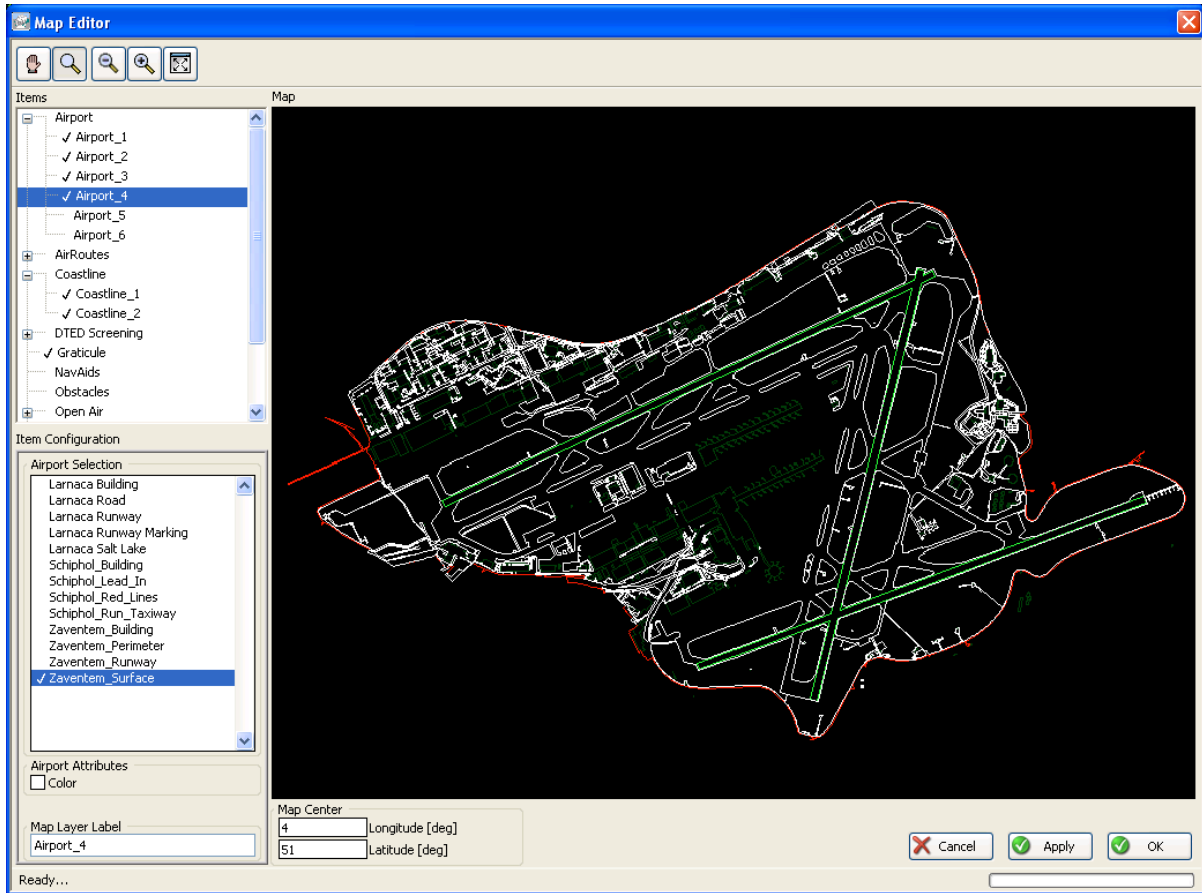 Map Editor
Items
Airport
Airport_1
Airport_2
Airport_3
Airport_4
Airport_5
Airport_6
AirRoutes
Coastline
Coastline_1
Coastline_2
DTED Screening
Graticule
NavAids
Obstacles
Open Air
Item Configuration
Airport Selection
Larnaca Building
Larnaca Road
Larnaca Runway
Larnaca Runway Marking
Larnaca Salt Lake
Schiphol_Building
Schiphol_Lead_In
Schiphol_Red_Lines
Schiphol_Run_Taxiway
Zaventem_Building
Zaventem_Perimeter
Zaventem_Runway
Zaventem_Surface
Airport Attributes
Color
Map Layer Label
Airport_4
Map
Map Center
4 Longitude [deg]
51 Latitude [deg]
Cancel Apply OK
Ready...